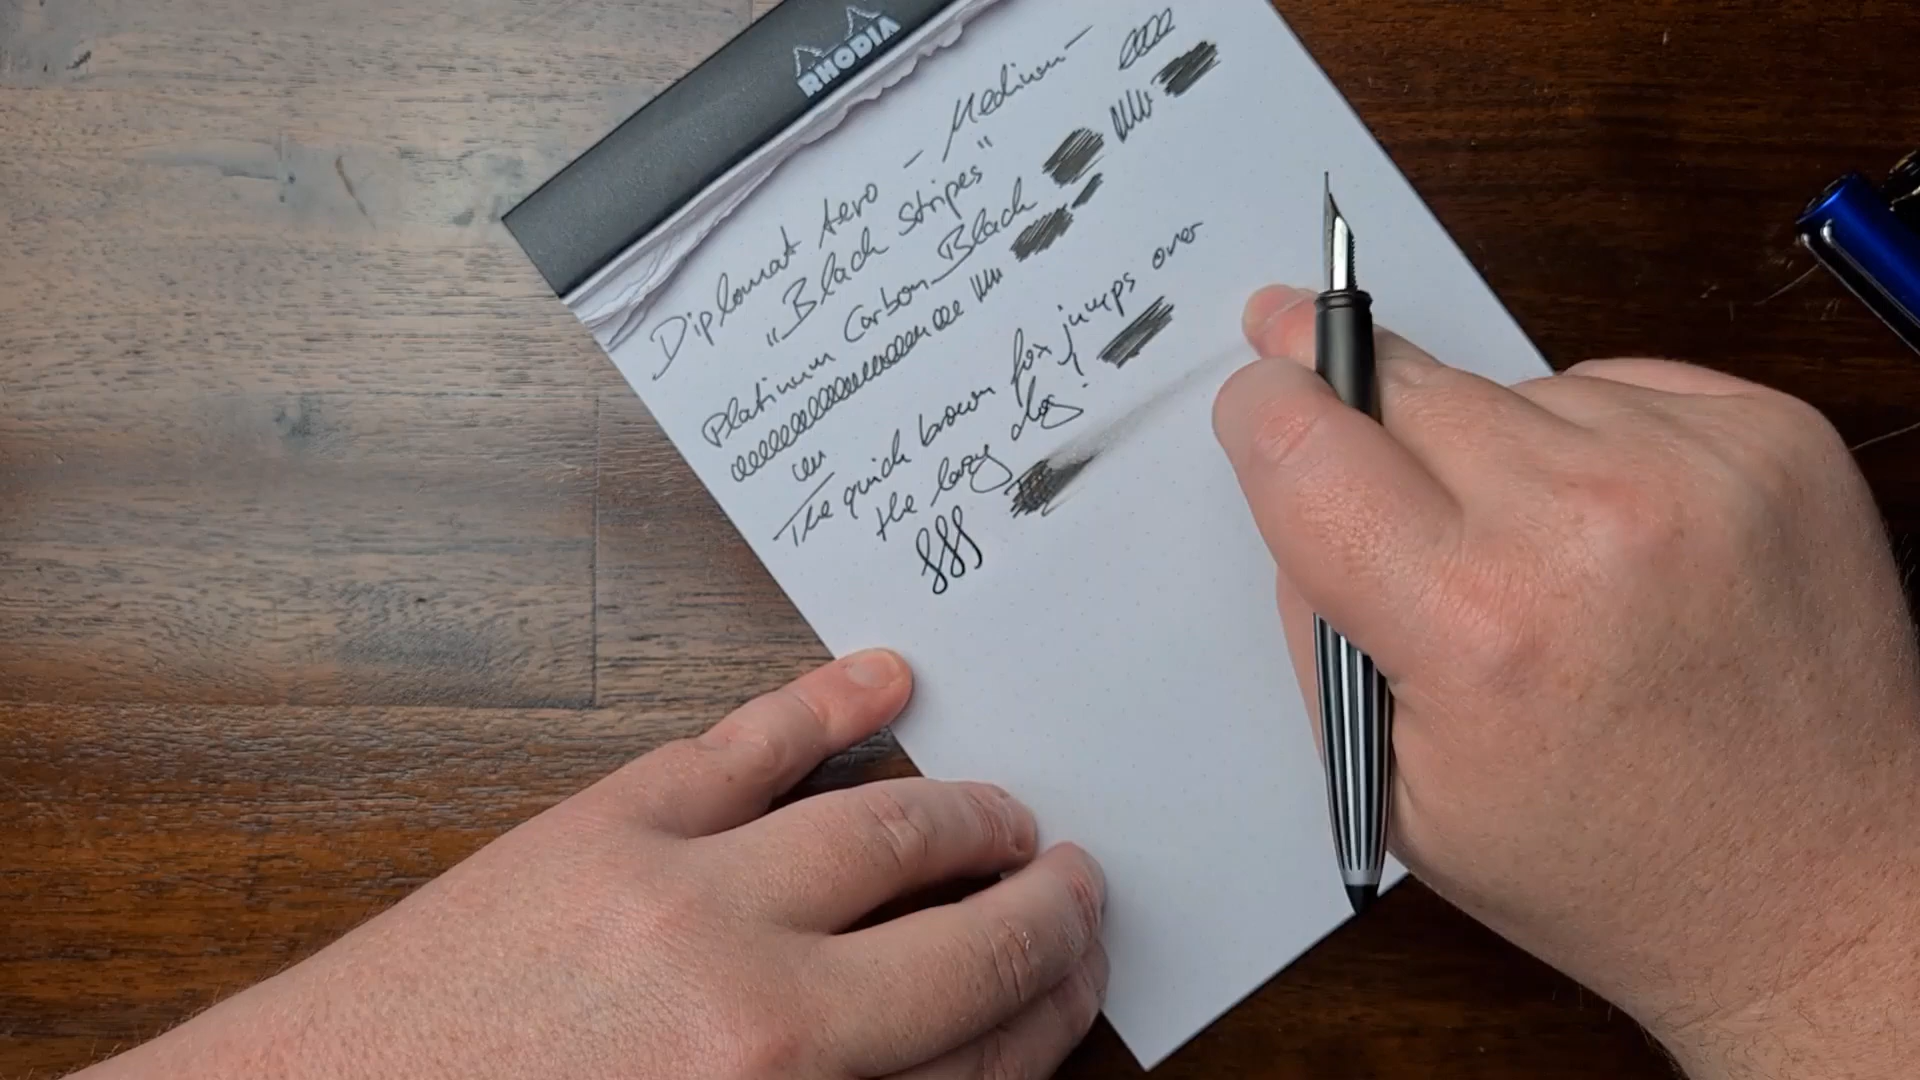 RHODIA
Diplomat Aero - Medium -
"Black Stripes"
Platinum Carbon Black
The quick brown fox jumps over
the lazy dog.